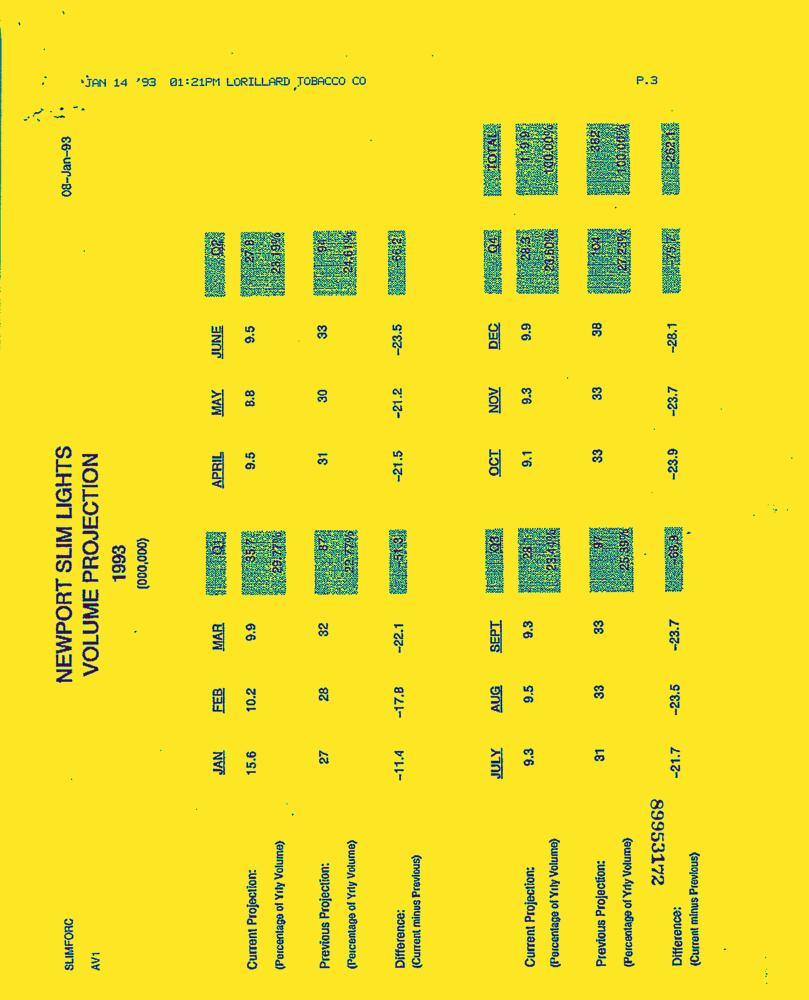 JAN 14 '93 01:21PM LORILLARD TOBACCO CO P.3
SLIMFORC NEWPORT SLIM LIGHTS 08-Jan-93
AV1 VOLUME PROJECTION
1993
(000,000)
JAN FEB MAR Q1 APRIL MAY JUNE Q2
Current Projection: 15.6 10.2 9.9 35.7 9.5 8.8 9.5 27.8
(Percentage of Yrly Volume) 29.77% 23.19%
Previous Projection: 27 28 32 87 31 30 33 94
(Percentage of Yrly Volume) 22.77% 24.61%
Difference: -11.4 -17.8 -22.1 -51.3 -21.5 -21.2 -23.5 -66.2
(Current minus Previous)
JULY AUG SEPT Q3 OCT NOV DEC Q4 TOTAL
Current Projection: 9.3 9.5 9.3 28.1 9.1 9.3 9.9 28.3 119.9
(Percentage of Yrly Volume) 23.44% 23.60% 100.00%
Previous Projection: 31 33 33 97 33 33 38 104 382
(Percentage of Yrly Volume) 25.39% 27.23% 100.00%
Difference: -21.7 -23.5 -23.7 -68.9 -23.9 -23.7 -28.1 -75.7 -262.1
(Current minus Previous)
89953172